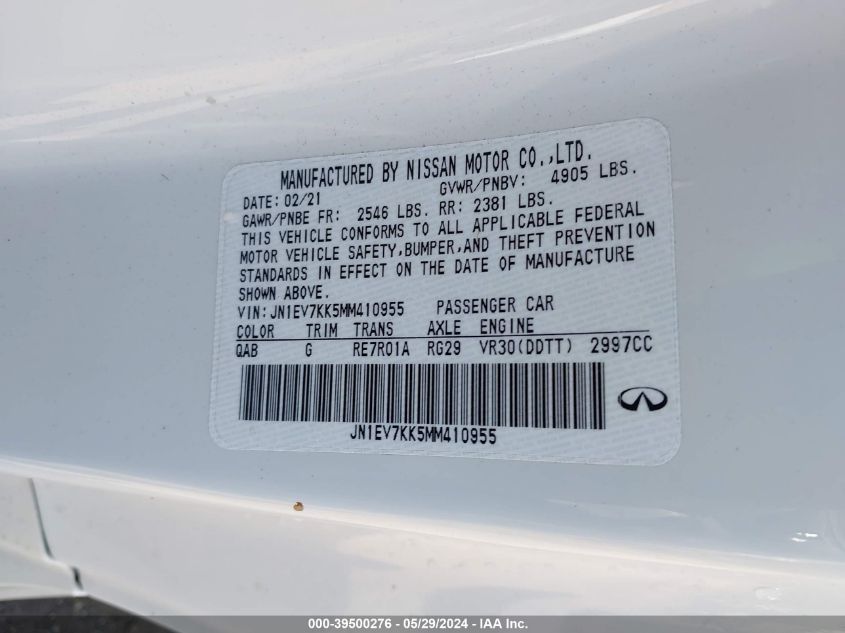 MANUFACTURED BY NISSAN MOTOR CO.,LTD.
DATE: 02/21 GVWR/PNBV: 4905 LBS.
GAWR/PNBE FR: 2546 LBS. RR: 2381 LBS.
THIS VEHICLE CONFORMS TO ALL APPLICABLE FEDERAL
MOTOR VEHICLE SAFETY,BUMPER,AND THEFT PREVENTION
STANDARDS IN EFFECT ON THE DATE OF MANUFACTURE
SHOWN ABOVE.
VIN:JN1EV7KK5MM410955 PASSENGER CAR
COLOR TRIM TRANS AXLE ENGINE
QAB G RE7R01A RG29 VR30(DDTT) 2997CC
JN1EV7KK5MM410955
000-39500276 - 05/29/2024 - IAA Inc.